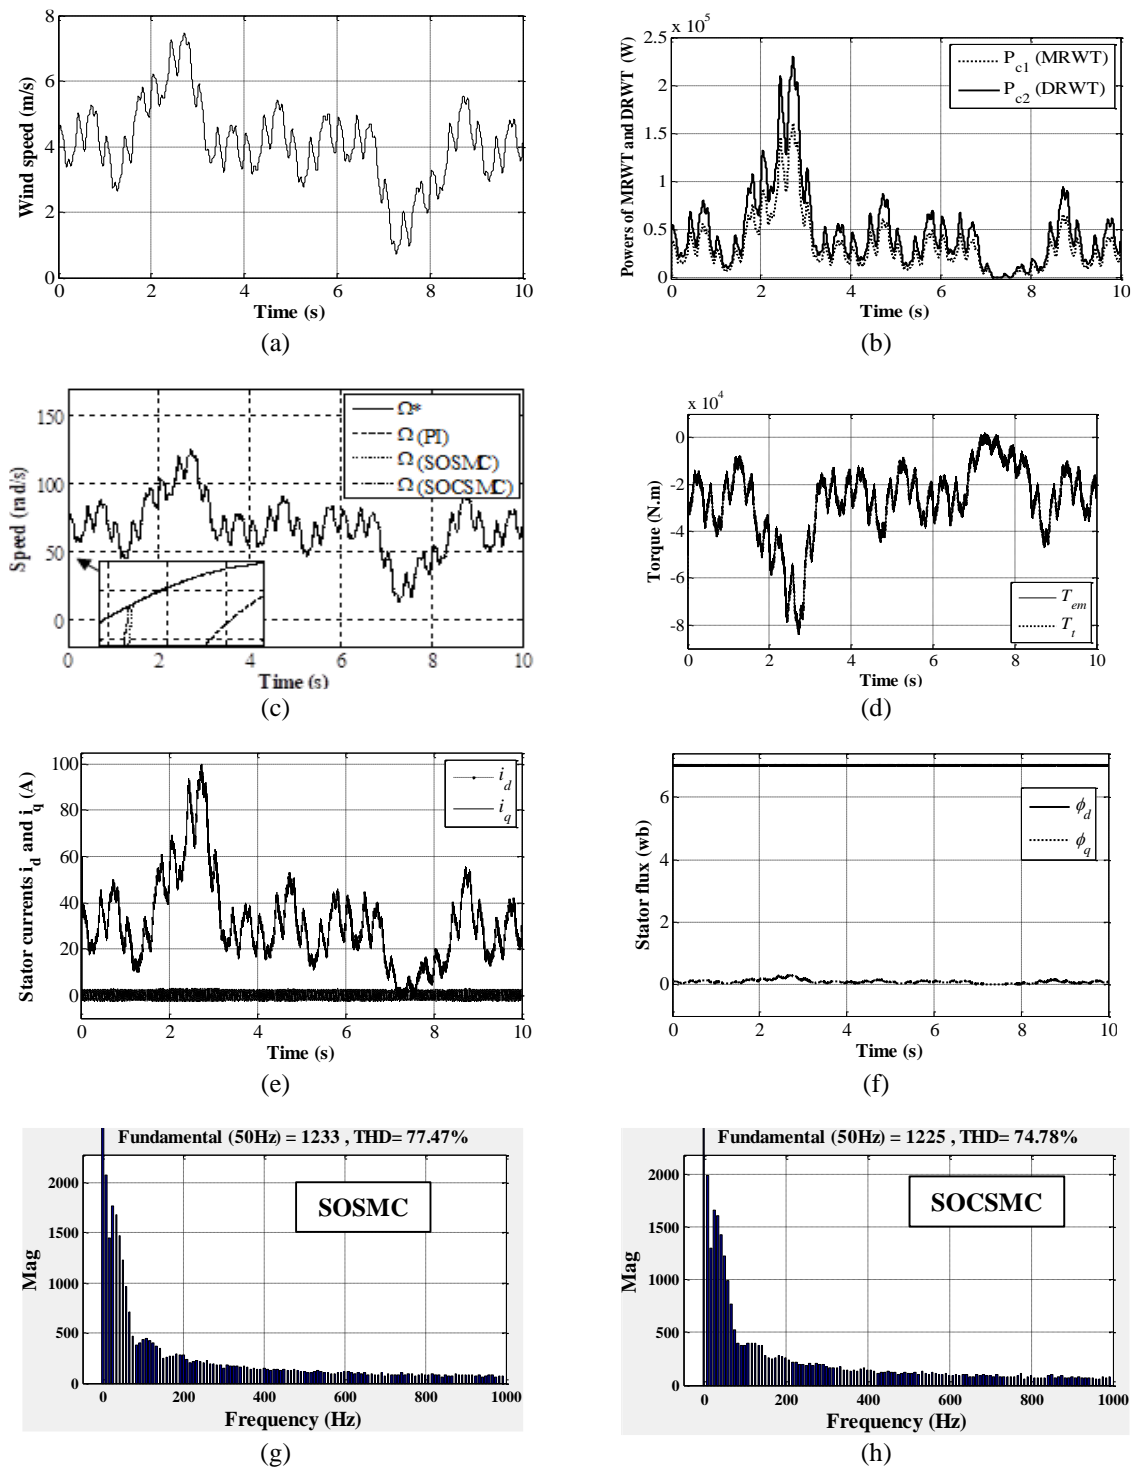 8
6
4
2
0
Wind speed (m/s)
0 2 4 6 8 10
Time (s)
(a)
x 10^5
2.5
2
1.5
1
0.5
0
Powers of MRWT and DRWT (W)
P_c1 (MRWT)
P_c2 (DRWT)
0 2 4 6 8 10
Time (s)
(b)
150
100
50
0
Speed (rad/s)
Ω*
Ω (PI)
Ω (SOSMC)
Ω (SOCSMC)
0 2 4 6 8 10
Time (s)
(c)
x 10^4
0
-2
-4
-6
-8
Torque (N.m)
T_em
T_t
0 2 4 6 8 10
Time (s)
(d)
100
80
60
40
20
0
Stator currents i_d and i_q (A)
i_d
i_q
0 2 4 6 8 10
Time (s)
(e)
6
4
2
0
Stator flux (wb)
ϕ_d
ϕ_q
0 2 4 6 8 10
Time (s)
(f)
Fundamental (50Hz) = 1233 , THD= 77.47%
2000
1500
1000
500
0
Mag
SOSMC
0 200 400 600 800 1000
Frequency (Hz)
(g)
Fundamental (50Hz) = 1225 , THD= 74.78%
2000
1500
1000
500
0
Mag
SOCSMC
0 200 400 600 800 1000
Frequency (Hz)
(h)